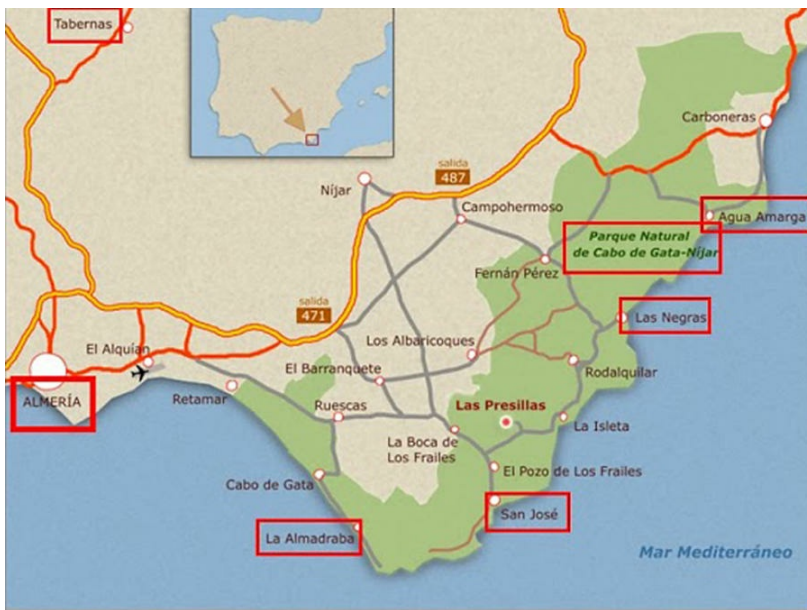 Tabernas
Carboneras
salida
487
Níjar
Campohermoso
Agua Amarga
Parque Natural
de Cabo de Gata-Níjar
Fernán Pérez
salida
471
Las Negras
El Alquían
Los Albaricoques
El Barranquete
Rodalquilar
ALMERÍA
Retamar
Ruescas
Las Presillas
La Isleta
La Boca de
Los Frailes
El Pozo de Los Frailes
Cabo de Gata
San José
La Almadraba
Mar Mediterráneo